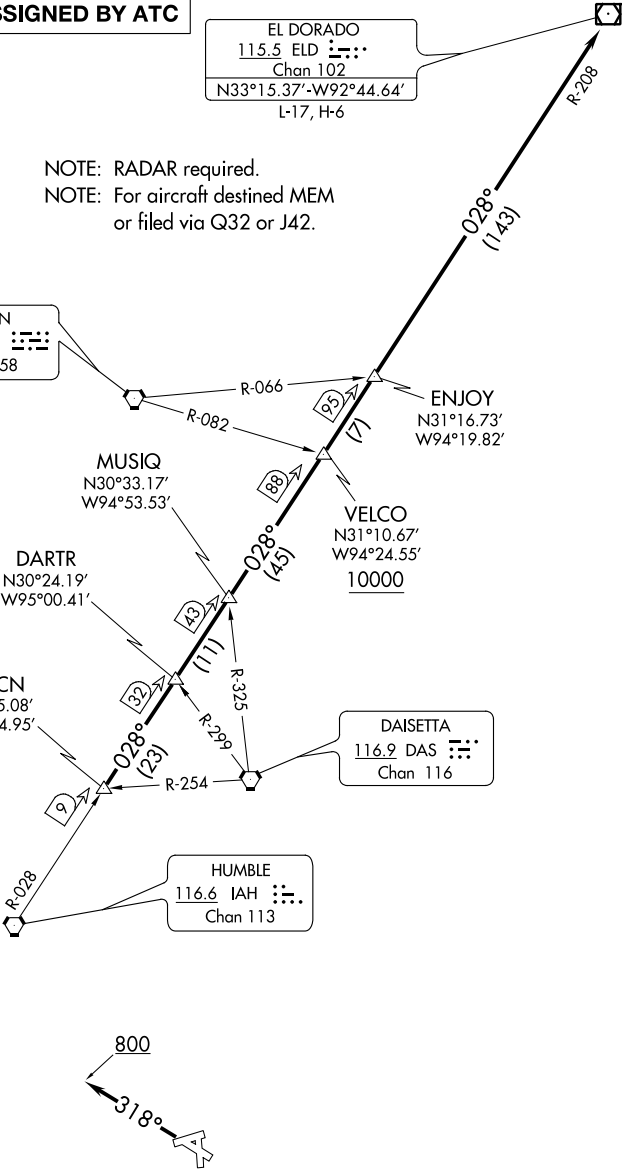 SSIGNED BY ATC
EL DORADO
115.5 ELD
Chan 102
N33°15.37′-W92°44.64′
L-17, H-6
R-208
NOTE: RADAR required.
NOTE: For aircraft destined MEM
or filed via Q32 or J42.
028°
(143)
N
58
R-066
R-082
95
(7)
ENJOY
N31°16.73′
W94°19.82′
88
VELCO
N31°10.67′
W94°24.55′
10000
MUSIQ
N30°33.17′
W94°53.53′
028°
(45)
DARTR
N30°24.19′
W95°00.41′
43
(11)
R-325
32
R-299
CN
5.08′
4.95′
028°
(23)
R-254
DAISETTA
116.9 DAS
Chan 116
9
R-028
HUMBLE
116.6 IAH
Chan 113
800
318°